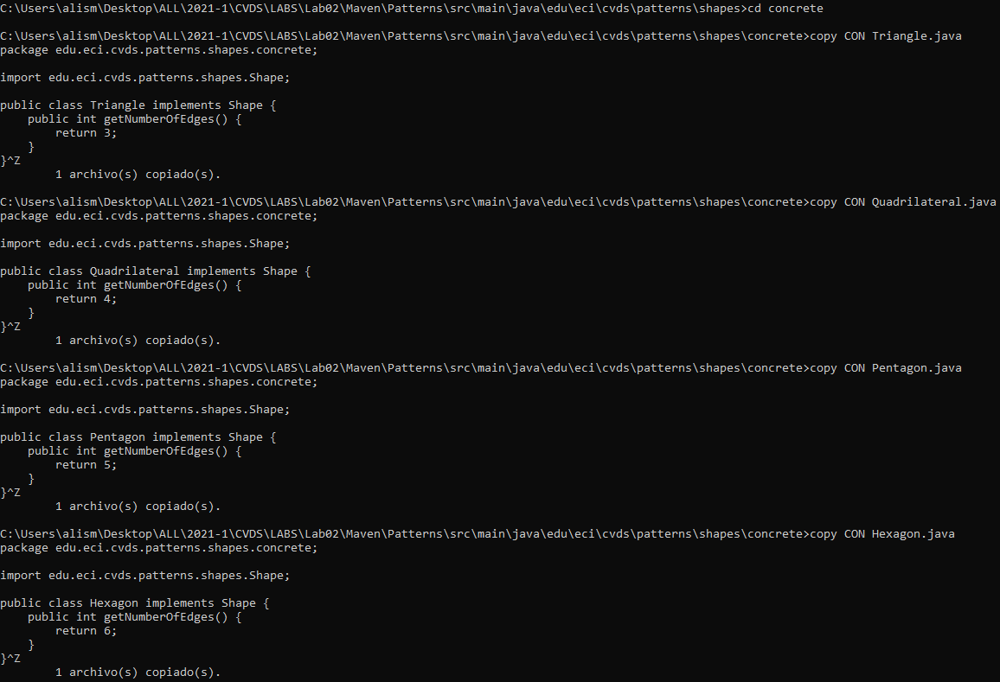 C:\Users\alism\Desktop\ALL\2021-1\CVDS\LABS\Lab02\Maven\Patterns\src\main\java\edu\eci\cvds\patterns\shapes>cd concrete

C:\Users\alism\Desktop\ALL\2021-1\CVDS\LABS\Lab02\Maven\Patterns\src\main\java\edu\eci\cvds\patterns\shapes\concrete>copy CON Triangle.java
package edu.eci.cvds.patterns.shapes.concrete;

import edu.eci.cvds.patterns.shapes.Shape;

public class Triangle implements Shape {
    public int getNumberOfEdges() {
        return 3;
    }
}^Z
        1 archivo(s) copiado(s).

C:\Users\alism\Desktop\ALL\2021-1\CVDS\LABS\Lab02\Maven\Patterns\src\main\java\edu\eci\cvds\patterns\shapes\concrete>copy CON Quadrilateral.java
package edu.eci.cvds.patterns.shapes.concrete;

import edu.eci.cvds.patterns.shapes.Shape;

public class Quadrilateral implements Shape {
    public int getNumberOfEdges() {
        return 4;
    }
}^Z
        1 archivo(s) copiado(s).

C:\Users\alism\Desktop\ALL\2021-1\CVDS\LABS\Lab02\Maven\Patterns\src\main\java\edu\eci\cvds\patterns\shapes\concrete>copy CON Pentagon.java
package edu.eci.cvds.patterns.shapes.concrete;

import edu.eci.cvds.patterns.shapes.Shape;

public class Pentagon implements Shape {
    public int getNumberOfEdges() {
        return 5;
    }
}^Z
        1 archivo(s) copiado(s).

C:\Users\alism\Desktop\ALL\2021-1\CVDS\LABS\Lab02\Maven\Patterns\src\main\java\edu\eci\cvds\patterns\shapes\concrete>copy CON Hexagon.java
package edu.eci.cvds.patterns.shapes.concrete;

import edu.eci.cvds.patterns.shapes.Shape;

public class Hexagon implements Shape {
    public int getNumberOfEdges() {
        return 6;
    }
}^Z
        1 archivo(s) copiado(s).